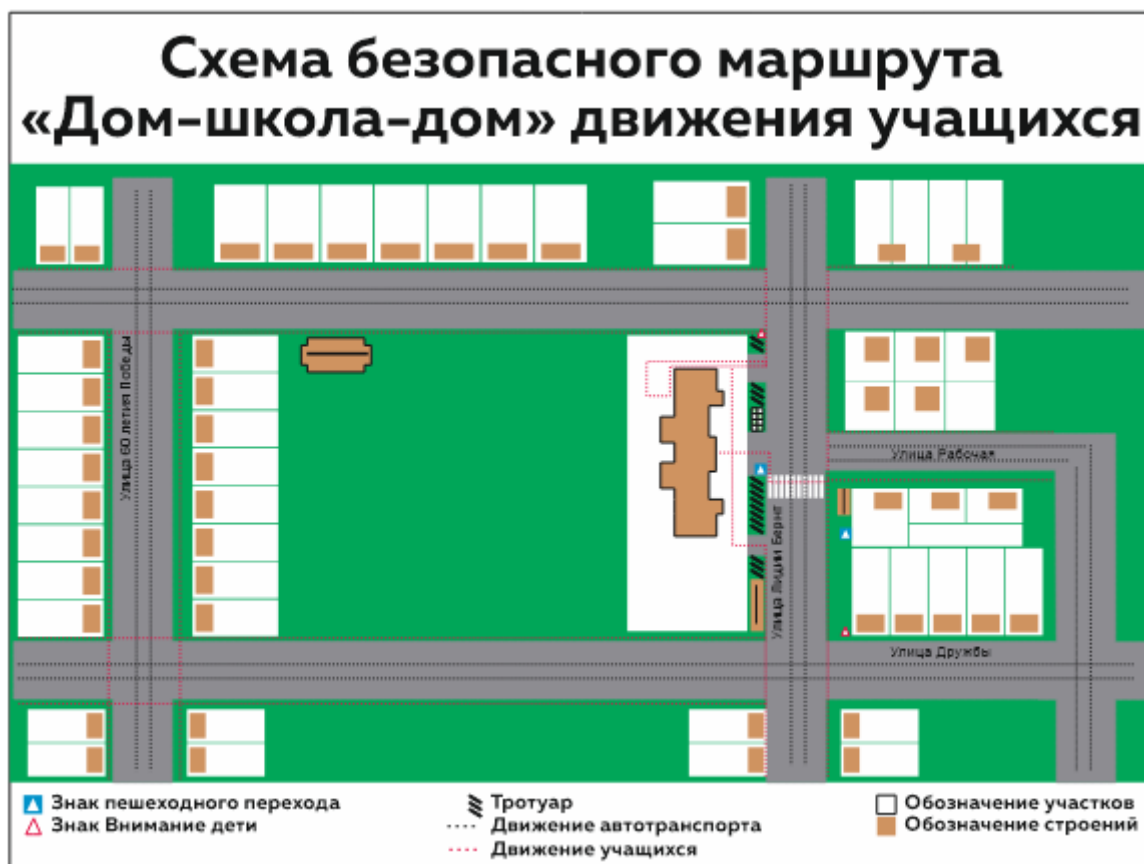 Схема безопасного маршрута
«Дом-школа-дом» движения учащихся
Улица 60 летия Победы
Улица Рабочая
Улица Лидии Бернт
Улица Дружбы
Знак пешеходного перехода
Знак Внимание дети
Тротуар
Движение автотранспорта
Движение учащихся
Обозначение участков
Обозначение строений